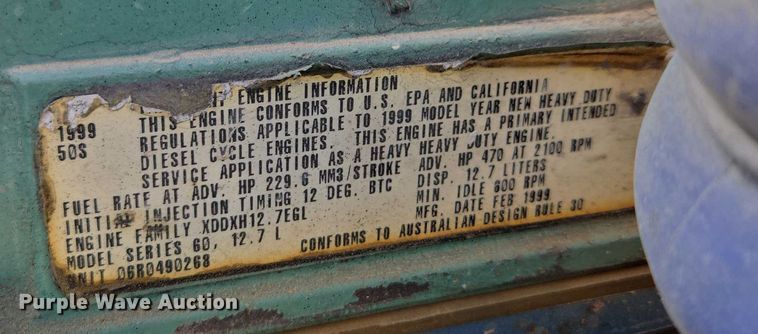 ENGINE INFORMATION
1999 THIS ENGINE CONFORMS TO U.S. EPA AND CALIFORNIA
50S REGULATIONS APPLICABLE TO 1999 MODEL YEAR NEW HEAVY DUTY
DIESEL CYCLE ENGINES. THIS ENGINE HAS A PRIMARY INTENDED
SERVICE APPLICATION AS A HEAVY HEAVY DUTY ENGINE.
FUEL RATE AT ADV. HP 229.6 MM3/STROKE ADV. HP 470 AT 2100 RPM
INITIAL INJECTION TIMING 12 DEG. BTC DISP. 12.7 LITERS
ENGINE FAMILY XDDXH12.7EGL MIN. IDLE 600 RPM
MODEL SERIES 60, 12.7 L MFG. DATE FEB 1999
UNIT 06R0490268 CONFORMS TO AUSTRALIAN DESIGN RULE 30
Purple Wave Auction